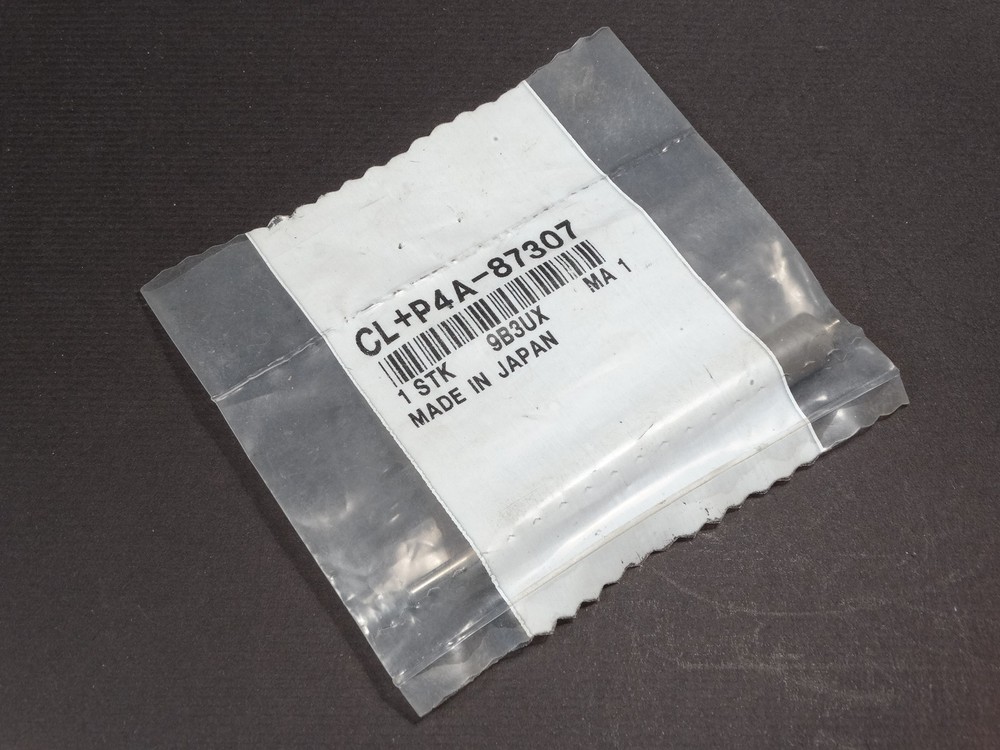 CL+P4A-87307
1 STK 9B3UX MA 1
MADE IN JAPAN